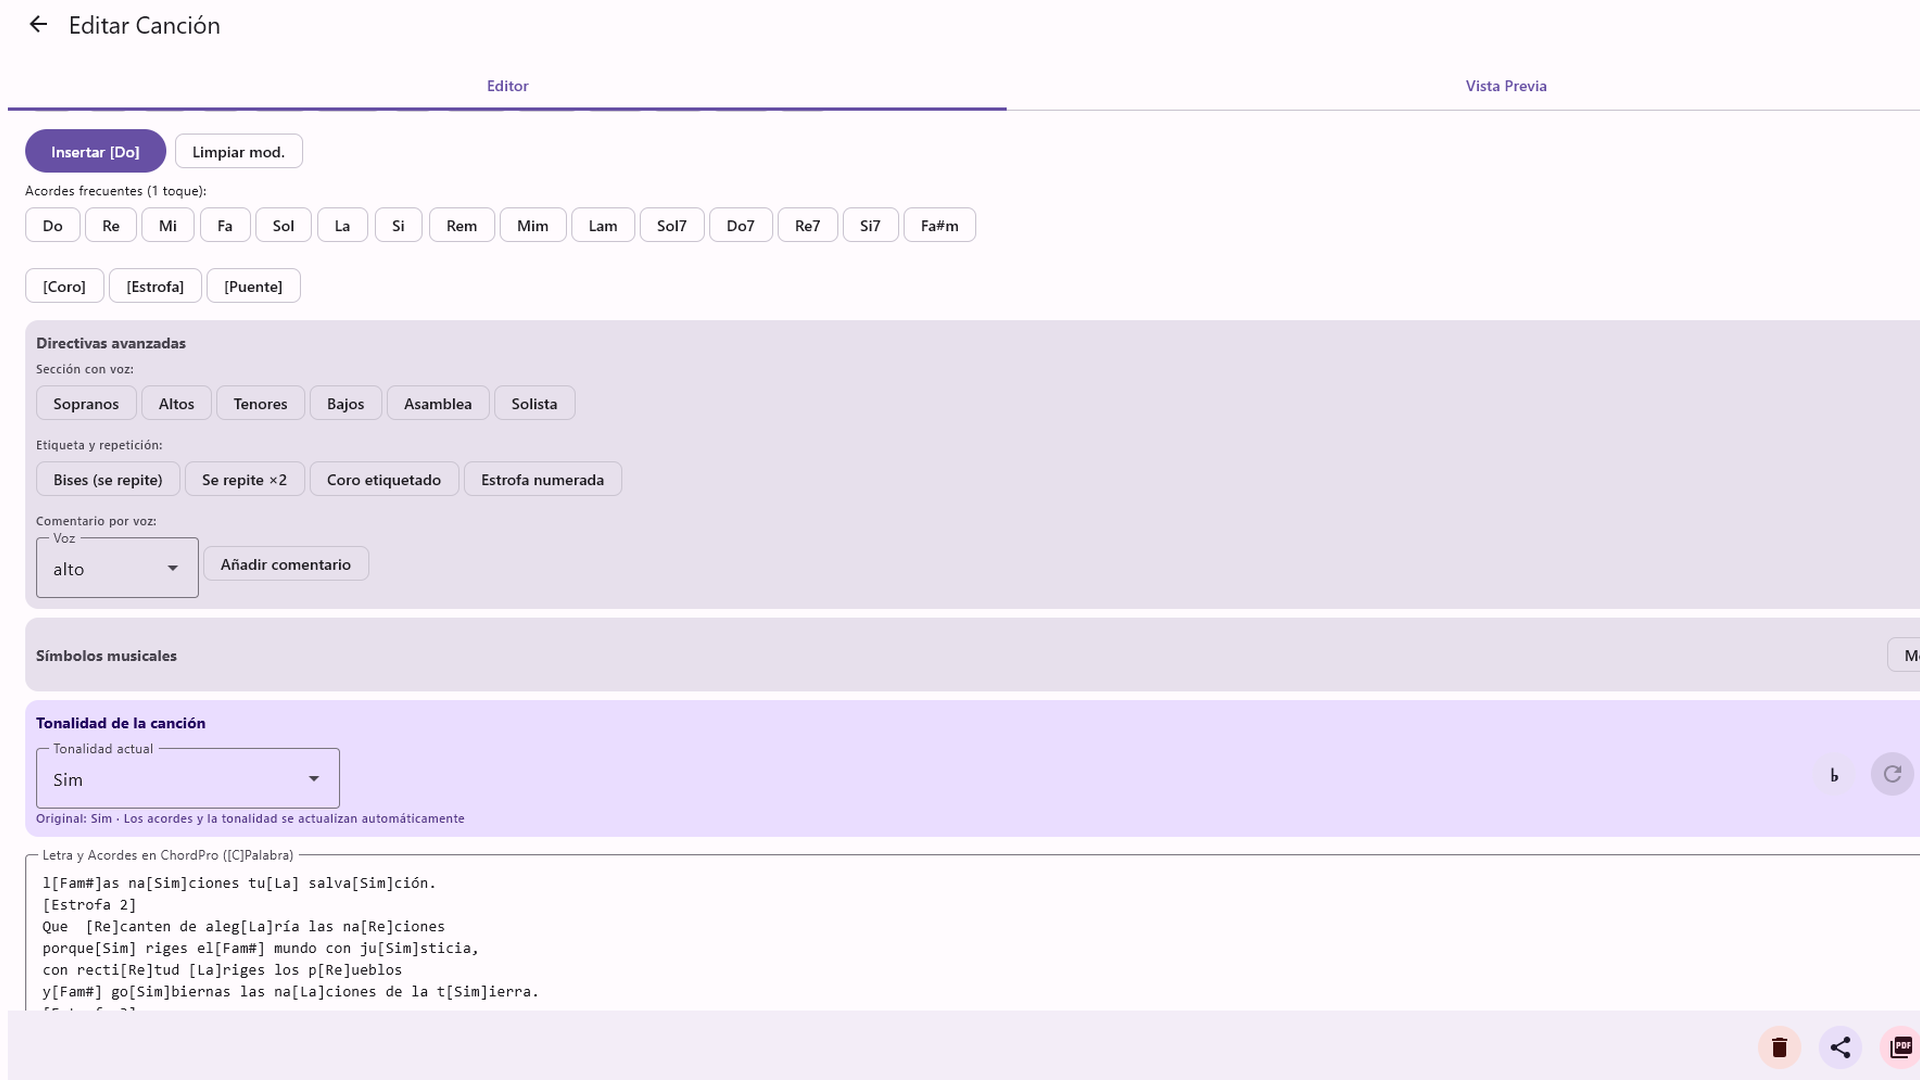 Editar Canción
Editor
Vista Previa
Insertar [Do]
Limpiar mod.
Acordes frecuentes (1 toque):
Do Re Mi Fa Sol La Si Rem Mim Lam Sol7 Do7 Re7 Si7 Fa#m
[Coro] [Estrofa] [Puente]
Directivas avanzadas
Sección con voz:
Sopranos Altos Tenores Bajos Asamblea Solista
Etiqueta y repetición:
Bises (se repite) Se repite ×2 Coro etiquetado Estrofa numerada
Comentario por voz:
Voz
alto
Añadir comentario
Símbolos musicales
Tonalidad de la canción
Tonalidad actual
Sim
♭
Original: Sim · Los acordes y la tonalidad se actualizan automáticamente
Letra y Acordes en ChordPro ([C]Palabra)
l[Fam#]as na[Sim]ciones tu[La] salva[Sim]ción.
[Estrofa 2]
Que  [Re]canten de aleg[La]ría las na[Re]ciones
porque[Sim] riges el[Fam#] mundo con ju[Sim]sticia,
con recti[Re]tud [La]riges los p[Re]ueblos
y[Fam#] go[Sim]biernas las na[La]ciones de la t[Sim]ierra.
PDF